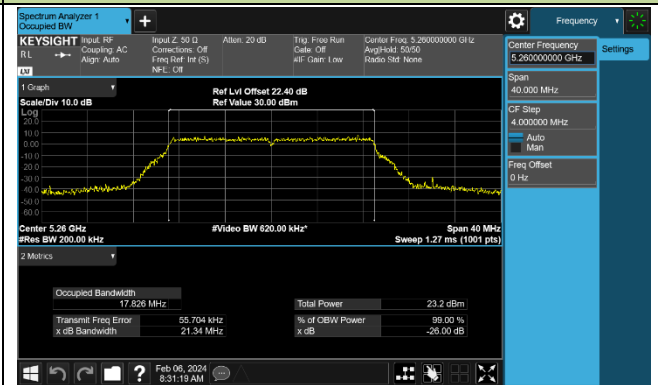 Spectrum Analyzer 1
Occupied BW
Frequency
KEYSIGHT
Input: RF
Coupling: AC
Align: Auto
Input Z: 50 Ω
Corrections: Off
Freq Ref: Int (S)
NFE: Off
Atten: 20 dB
Trig: Free Run
Gate: Off
#IF Gain: Low
Center Freq: 5.260000000 GHz
Avg|Hold: 50/50
Radio Std: None
R L
LXI
Center Frequency
5.260000000 GHz
Settings
Span
40.000 MHz
CF Step
4.000000 MHz
Auto
Man
Freq Offset
0 Hz
1 Graph
Scale/Div 10.0 dB
Ref Lvl Offset 22.40 dB
Ref Value 30.00 dBm
Log
20.0
10.0
0.00
-10.0
-20.0
-30.0
-40.0
-50.0
-60.0
Center 5.26 GHz
#Video BW 620.00 kHz*
Span 40 MHz
#Res BW 200.00 kHz
Sweep 1.27 ms (1001 pts)
2 Metrics
Occupied Bandwidth
17.826 MHz
Total Power
23.2 dBm
Transmit Freq Error
55.704 kHz
% of OBW Power
99.00 %
x dB Bandwidth
21.34 MHz
x dB
-26.00 dB
Feb 06, 2024
8:31:19 AM